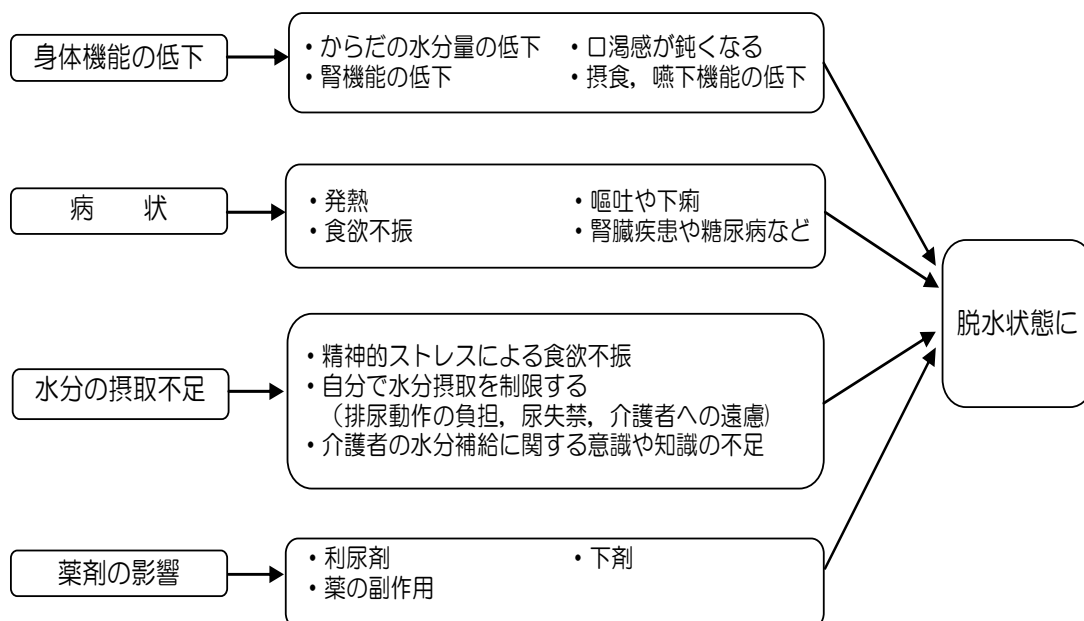 身体機能の低下
・からだの水分量の低下 ・口渇感が鈍くなる
・腎機能の低下 ・摂食，嚥下機能の低下
病　状
・発熱 ・嘔吐や下痢
・食欲不振 ・腎臓疾患や糖尿病など
水分の摂取不足
・精神的ストレスによる食欲不振
・自分で水分摂取を制限する
（排尿動作の負担，尿失禁，介護者への遠慮）
・介護者の水分補給に関する意識や知識の不足
薬剤の影響
・利尿剤 ・下剤
・薬の副作用
脱水状態に